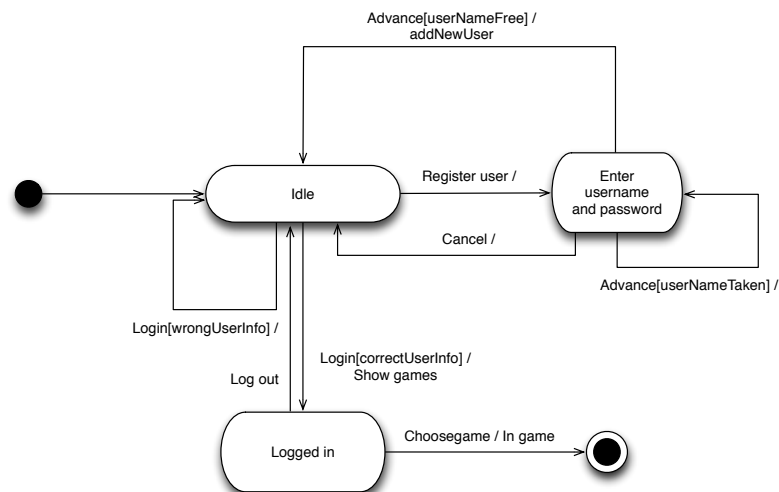 Advance[userNameFree] /
addNewUser
Idle
Register user /
Enter
username
and password
Cancel /
Advance[userNameTaken] /
Login[wrongUserInfo] /
Login[correctUserInfo] /
Show games
Log out
Logged in
Choosegame / In game